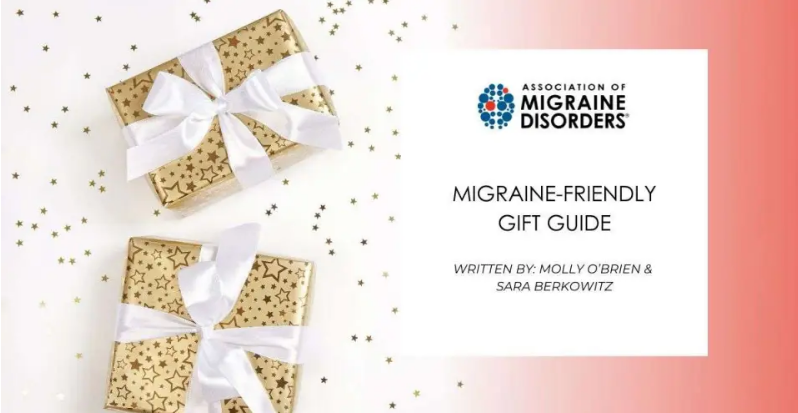 ASSOCIATION OF
MIGRAINE
DISORDERS®
MIGRAINE-FRIENDLY
GIFT GUIDE
WRITTEN BY: MOLLY O'BRIEN &
SARA BERKOWITZ